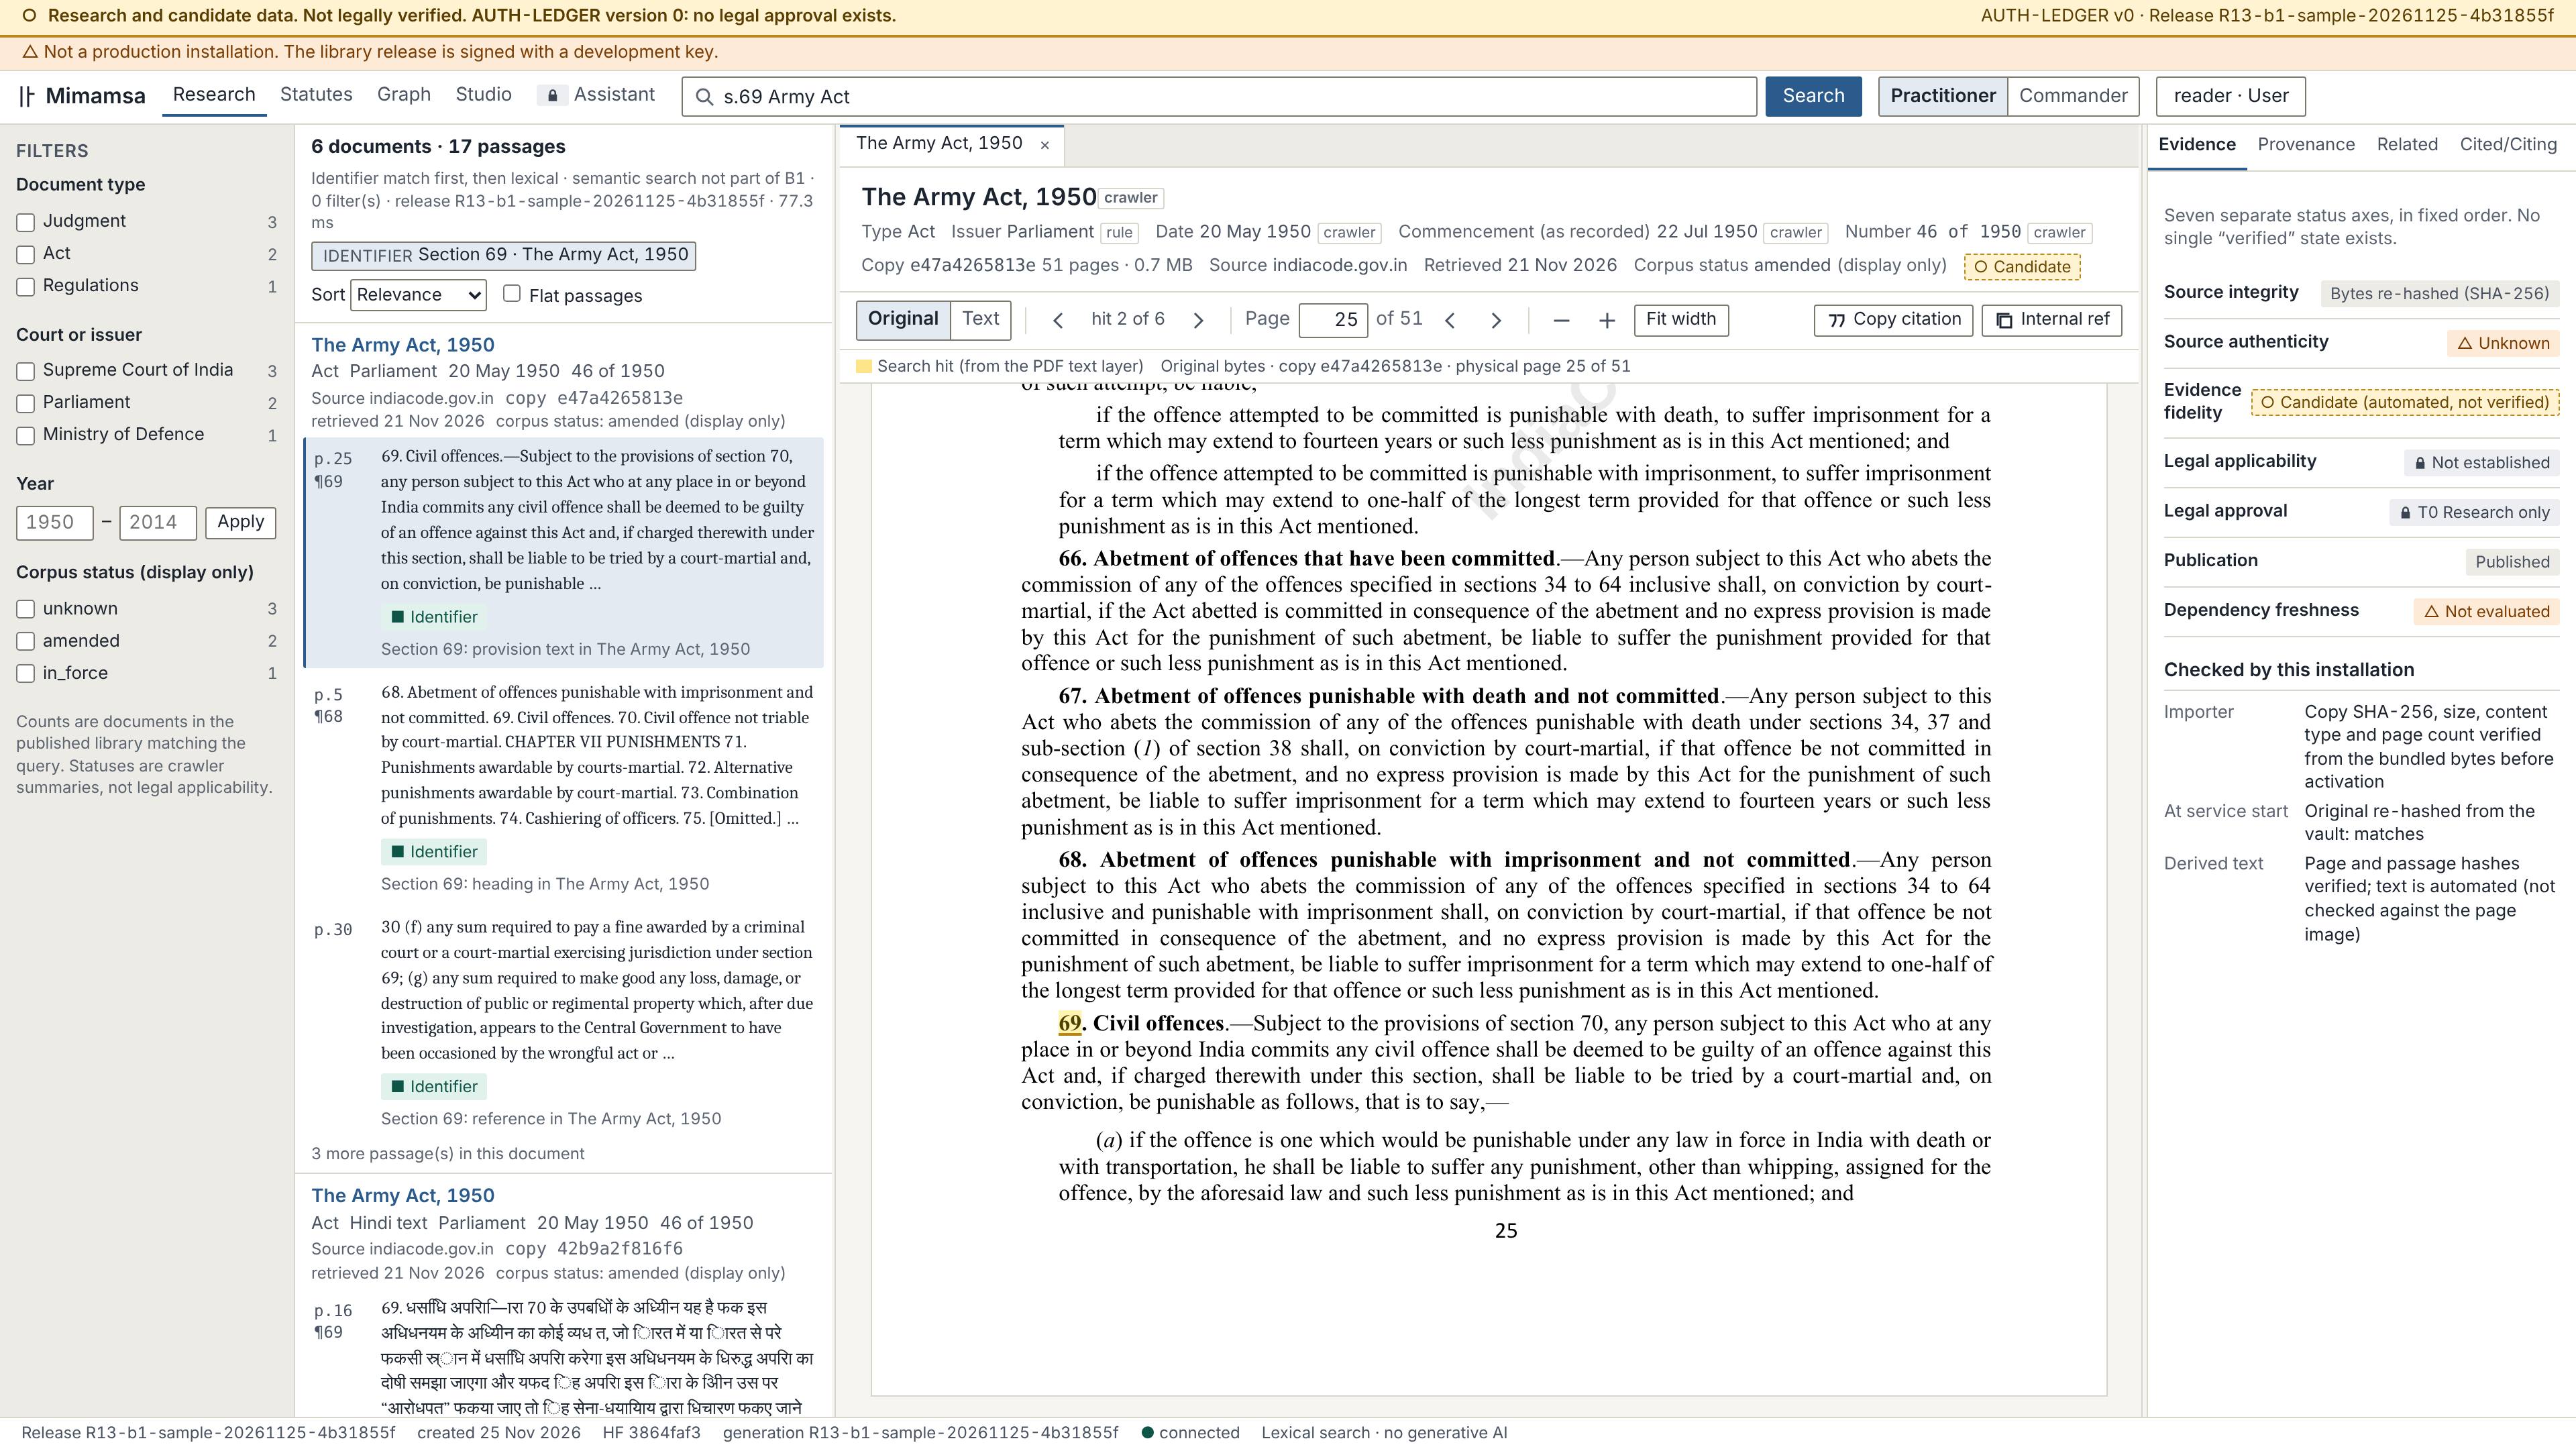 Research and candidate data. Not legally verified. AUTH-LEDGER version 0: no legal approval exists.
AUTH-LEDGER v0 · Release R13-b1-sample-20261125-4b31855f
Not a production installation. The library release is signed with a development key.
Mimamsa
Research
Statutes
Graph
Studio
Assistant
s.69 Army Act
Search
Practitioner
Commander
reader · User
FILTERS
Document type
Judgment 3
Act 2
Regulations 1
Court or issuer
Supreme Court of India 3
Parliament 2
Ministry of Defence 1
Year
1950 – 2014 Apply
Corpus status (display only)
unknown 3
amended 2
in_force 1
Counts are documents in the
published library matching the
query. Statuses are crawler
summaries, not legal applicability.
6 documents · 17 passages
Identifier match first, then lexical · semantic search not part of B1 ·
0 filter(s) · release R13-b1-sample-20261125-4b31855f · 77.3
ms
IDENTIFIER Section 69 · The Army Act, 1950
Sort Relevance Flat passages
The Army Act, 1950
Act Parliament 20 May 1950 46 of 1950
Source indiacode.gov.in copy e47a4265813e
retrieved 21 Nov 2026 corpus status: amended (display only)
p.25
¶69
69. Civil offences.—Subject to the provisions of section 70,
any person subject to this Act who at any place in or beyond
India commits any civil offence shall be deemed to be guilty
of an offence against this Act and, if charged therewith under
this section, shall be liable to be tried by a court-martial and,
on conviction, be punishable ...
Identifier
Section 69: provision text in The Army Act, 1950
p.5
¶68
68. Abetment of offences punishable with imprisonment and
not committed. 69. Civil offences. 70. Civil offence not triable
by court-martial. CHAPTER VII PUNISHMENTS 71.
Punishments awardable by courts-martial. 72. Alternative
punishments awardable by court-martial. 73. Combination
of punishments. 74. Cashiering of officers. 75. [Omitted.] ...
Identifier
Section 69: heading in The Army Act, 1950
p.30
30 (f) any sum required to pay a fine awarded by a criminal
court or a court-martial exercising jurisdiction under section
69; (g) any sum required to make good any loss, damage, or
destruction of public or regimental property which, after due
investigation, appears to the Central Government to have
been occasioned by the wrongful act or ...
Identifier
Section 69: reference in The Army Act, 1950
3 more passage(s) in this document
The Army Act, 1950
Act Hindi text Parliament 20 May 1950 46 of 1950
Source indiacode.gov.in copy 42b9a2f816f6
retrieved 21 Nov 2026 corpus status: amended (display only)
p.16
¶69
69. 70 के यह है फक इस
के का कोई त, जो में या से परे
में करेगा इस के का
दोषी समझा जाएगा और इस के उस पर
जाए तो द्वारा जाने
The Army Act, 1950 ×
The Army Act, 1950 crawler
Type Act Issuer Parliament rule Date 20 May 1950 crawler Commencement (as recorded) 22 Jul 1950 crawler Number 46 of 1950 crawler
Copy e47a4265813e 51 pages · 0.7 MB Source indiacode.gov.in Retrieved 21 Nov 2026 Corpus status amended (display only) Candidate
Original Text hit 2 of 6 Page 25 of 51 Fit width Copy citation Internal ref
Search hit (from the PDF text layer) Original bytes · copy e47a4265813e · physical page 25 of 51
of such attempt, be liable,
if the offence attempted to be committed is punishable with death, to suffer imprisonment for a
term which may extend to fourteen years or such less punishment as is in this Act mentioned; and
if the offence attempted to be committed is punishable with imprisonment, to suffer imprisonment
for a term which may extend to one-half of the longest term provided for that offence or such less
punishment as is in this Act mentioned.
66. Abetment of offences that have been committed.—Any person subject to this Act who abets the
commission of any of the offences specified in sections 34 to 64 inclusive shall, on conviction by court-
martial, if the Act abetted is committed in consequence of the abetment and no express provision is made
by this Act for the punishment of such abetment, be liable to suffer the punishment provided for that
offence or such less punishment as is in this Act mentioned.
67. Abetment of offences punishable with death and not committed.—Any person subject to this
Act who abets the commission of any of the offences punishable with death under sections 34, 37 and
sub-section (1) of section 38 shall, on conviction by court-martial, if that offence be not committed in
consequence of the abetment, and no express provision is made by this Act for the punishment of such
abetment, be liable to suffer imprisonment for a term which may extend to fourteen years or such less
punishment as is in this Act mentioned.
68. Abetment of offences punishable with imprisonment and not committed.—Any person
subject to this Act who abets the commission of any of the offences specified in sections 34 to 64
inclusive and punishable with imprisonment shall, on conviction by court-martial, if that offence be not
committed in consequence of the abetment, and no express provision is made by this Act for the
punishment of such abetment, be liable to suffer imprisonment for a term which may extend to one-half of
the longest term provided for that offence or such less punishment as is in this Act mentioned.
69. Civil offences.—Subject to the provisions of section 70, any person subject to this Act who at any
place in or beyond India commits any civil offence shall be deemed to be guilty of an offence against this
Act and, if charged therewith under this section, shall be liable to be tried by a court-martial and, on
conviction, be punishable as follows, that is to say,—
(a) if the offence is one which would be punishable under any law in force in India with death or
with transportation, he shall be liable to suffer any punishment, other than whipping, assigned for the
offence, by the aforesaid law and such less punishment as is in this Act mentioned; and
25
Evidence
Provenance
Related
Cited/Citing
Seven separate status axes, in fixed order. No
single “verified” state exists.
Source integrity Bytes re-hashed (SHA-256)
Source authenticity Unknown
Evidence
fidelity
Candidate (automated, not verified)
Legal applicability Not established
Legal approval T0 Research only
Publication Published
Dependency freshness Not evaluated
Checked by this installation
Importer Copy SHA-256, size, content
type and page count verified
from the bundled bytes before
activation
At service start Original re-hashed from the
vault: matches
Derived text Page and passage hashes
verified; text is automated (not
checked against the page
image)
Release R13-b1-sample-20261125-4b31855f created 25 Nov 2026 HF 3864faf3 generation R13-b1-sample-20261125-4b31855f connected Lexical search · no generative AI